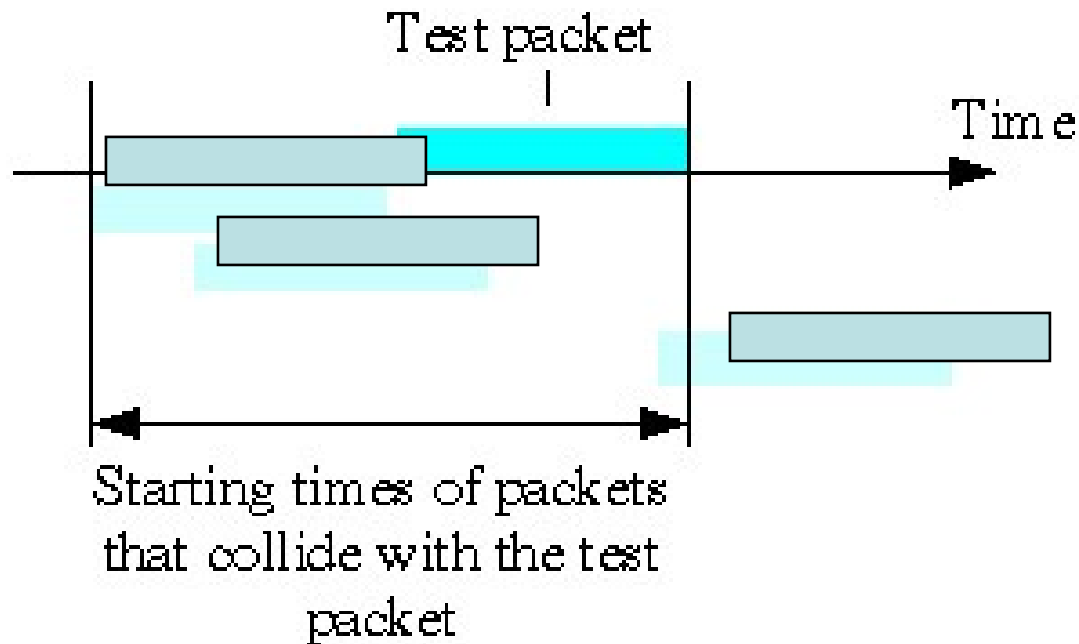 Test packet
Time
Starting times of packets
that collide with the test
packet